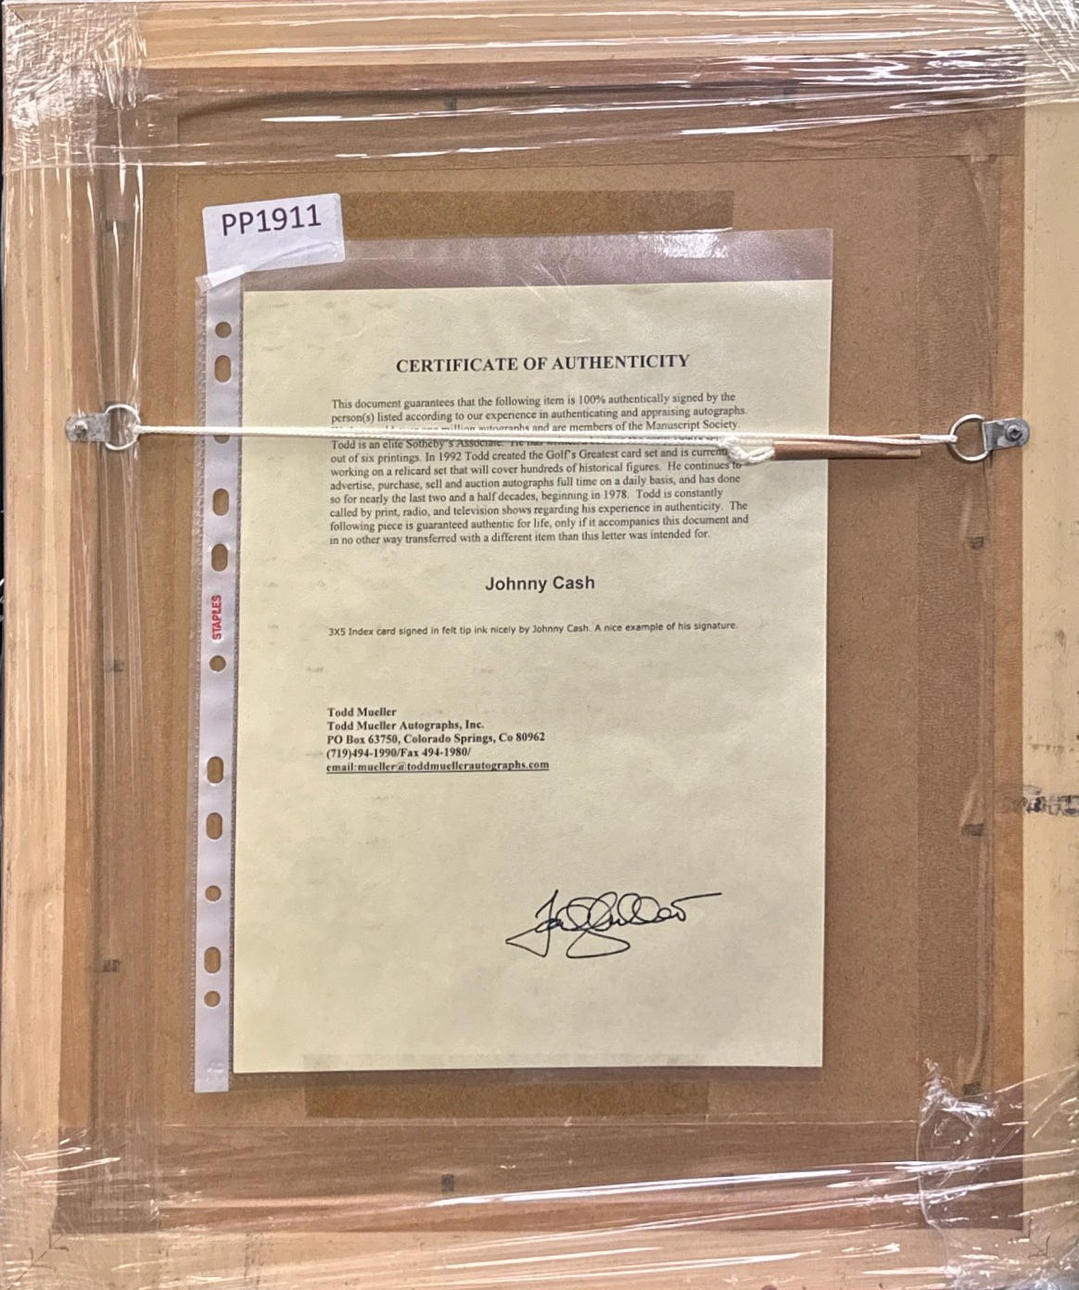 PP1911
CERTIFICATE OF AUTHENTICITY
This document guarantees that the following item is 100% authentically signed by the
person(s) listed according to our experience in authenticating and appraising autographs.
million autographs and are members of the Manuscript Society.
Todd is an elite Sotheby's Associate. He has
out of six printings. In 1992 Todd created the Golf's Greatest card set and is
working on a relicard set that will cover hundreds of historical figures. He continues to
advertise, purchase, sell and auction autographs full time on a daily basis, and has done
so for nearly the last two and a half decades, beginning in 1978. Todd is constantly
called by print, radio, and television shows regarding his experience in authenticity. The
following piece is guaranteed authentic for life, only if it accompanies this document and
in no other way transferred with a different item than this letter was intended for.
Johnny Cash
3X5 Index card signed in felt tip ink nicely by Johnny Cash. A nice example of his signature.
STAPLES
Todd Mueller
Todd Mueller Autographs, Inc.
PO Box 63750, Colorado Springs, Co 80962
(719)494-1990/Fax 494-1980/
email:mueller@toddmuellerautographs.com